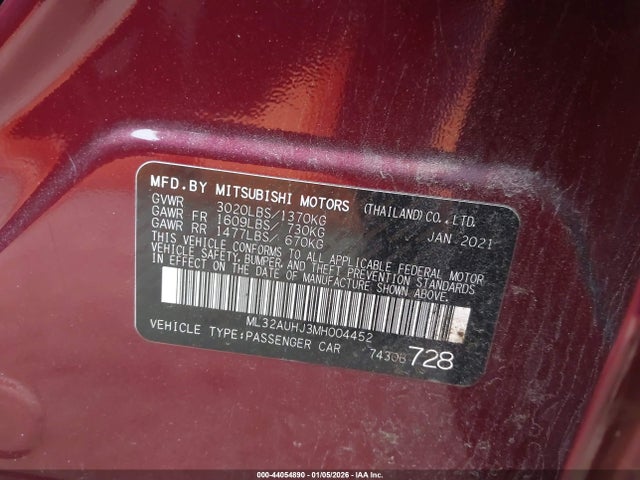 MFD.BY MITSUBISHI MOTORS (THAILAND) CO.,LTD.
GVWR 3020LBS/1370KG JAN 2021
GAWR FR 1609LBS/ 730KG
GAWR RR 1477LBS/ 670KG
THIS VEHICLE CONFORMS TO ALL APPLICABLE FEDERAL MOTOR
VEHICLE SAFETY, BUMPER, AND THEFT PREVENTION STANDARDS
IN EFFECT ON THE DATE OF MANUFACTURE SHOWN ABOVE.
ML32AUHJ3MH004452
VEHICLE TYPE:PASSENGER CAR 7430B 728
000-44054890 - 01/05/2026 - IAA Inc.